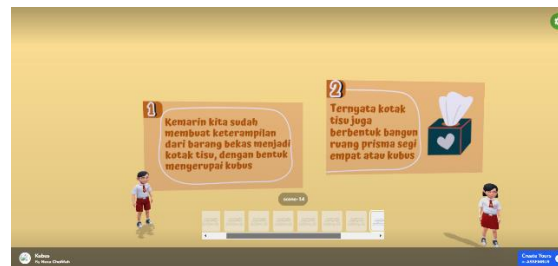 1
Kemarin kita sudah
membuat keterampilan
dari barang bekas menjadi
kotak tisu, dengan bentuk
menyerupai kubus
2
Ternyata kotak
tisu juga
berbentuk bangun
ruang prisma segi
empat atau kubus
Kubus
Create Yours